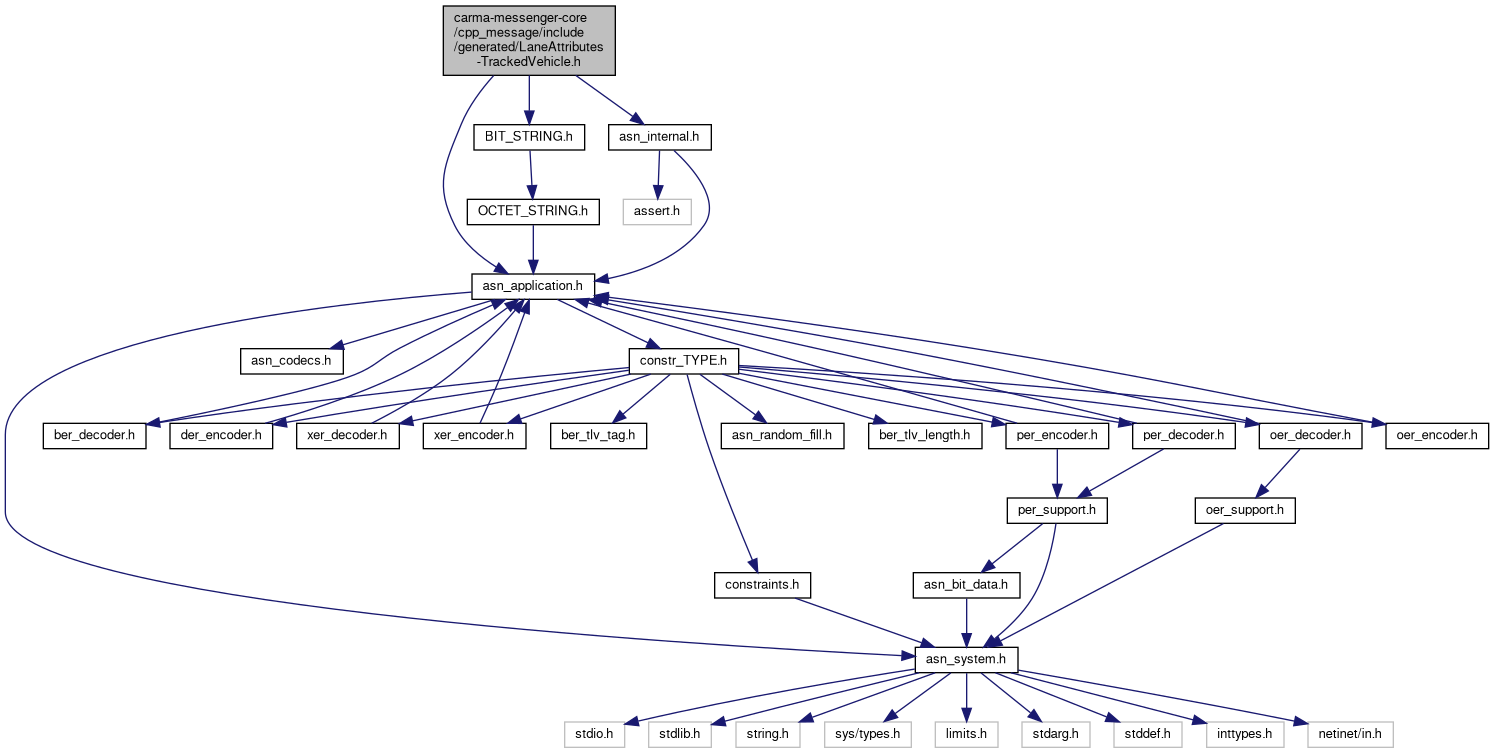 carma-messenger-core
/cpp_message/include
/generated/LaneAttributes
-TrackedVehicle.h
BIT_STRING.h
asn_internal.h
OCTET_STRING.h
assert.h
asn_application.h
asn_codecs.h
constr_TYPE.h
ber_decoder.h
der_encoder.h
xer_decoder.h
xer_encoder.h
ber_tlv_tag.h
asn_random_fill.h
ber_tlv_length.h
per_encoder.h
per_decoder.h
oer_decoder.h
oer_encoder.h
per_support.h
oer_support.h
constraints.h
asn_bit_data.h
asn_system.h
stdio.h
stdlib.h
string.h
sys/types.h
limits.h
stdarg.h
stddef.h
inttypes.h
netinet/in.h